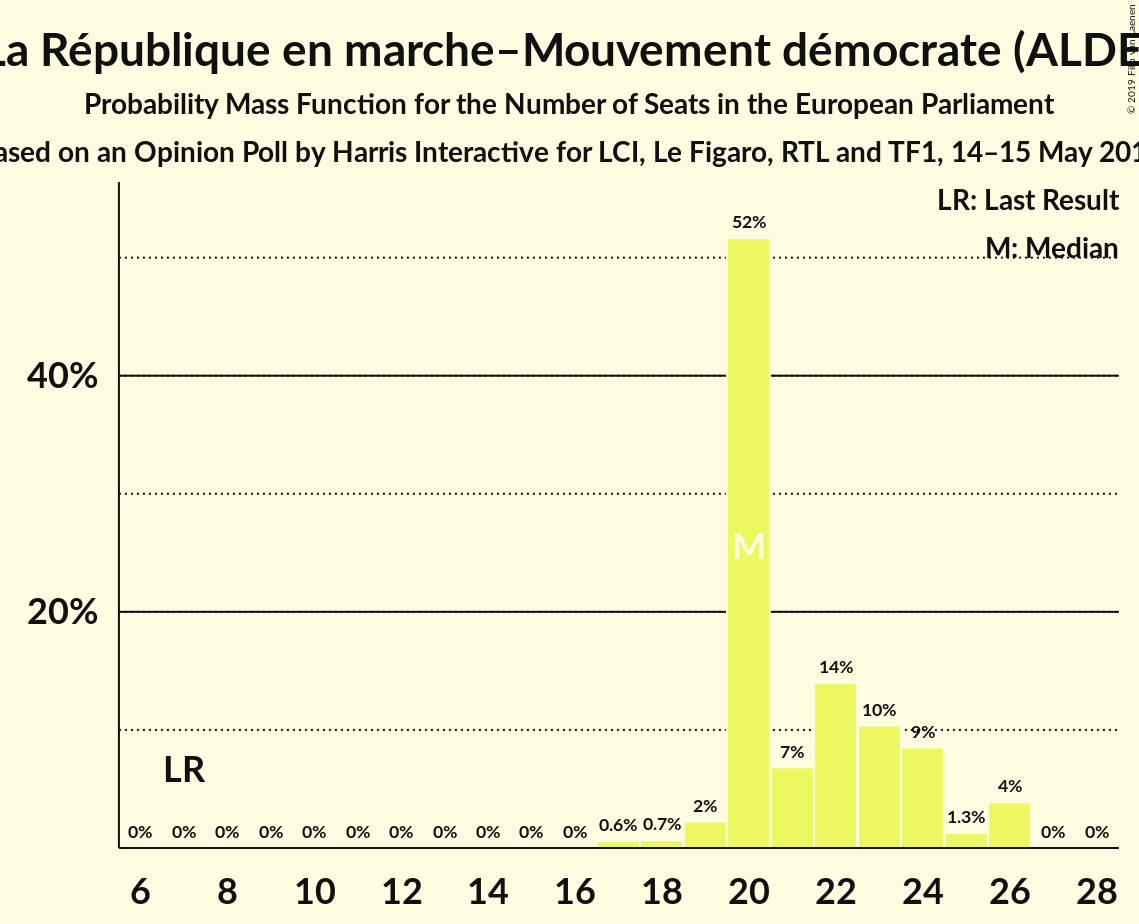 La République en marche–Mouvement démocrate (ALDE
Probability Mass Function for the Number of Seats in the European Parliament
ased on an Opinion Poll by Harris Interactive for LCI, Le Figaro, RTL and TF1, 14–15 May 201
© 2019
LR: Last Result
M: Median
52%
40%
M
20%
14%
10%
9%
7%
LR
4%
2%
1.3%
0% 0% 0% 0% 0% 0% 0% 0% 0% 0% 0% 0.6% 0.7% 0% 0%
6 8 10 12 14 16 18 20 22 24 26 28